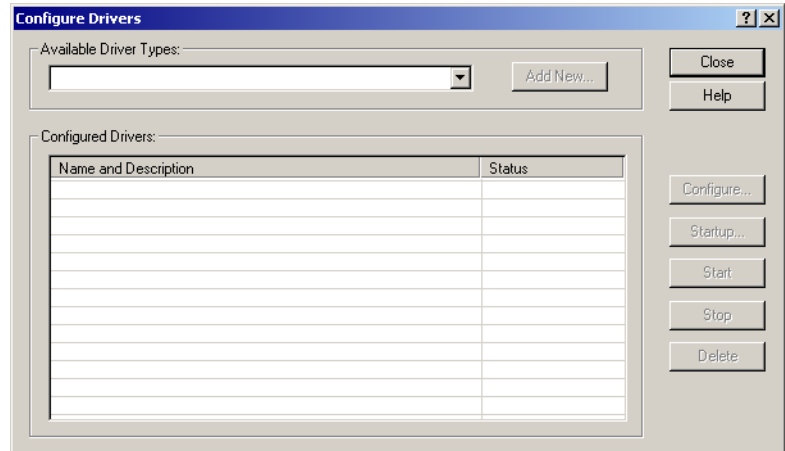 Configure Drivers
Available Driver Types:
Add New...
Close
Help
Configured Drivers:
Name and Description Status
Configure...
Startup...
Start
Stop
Delete